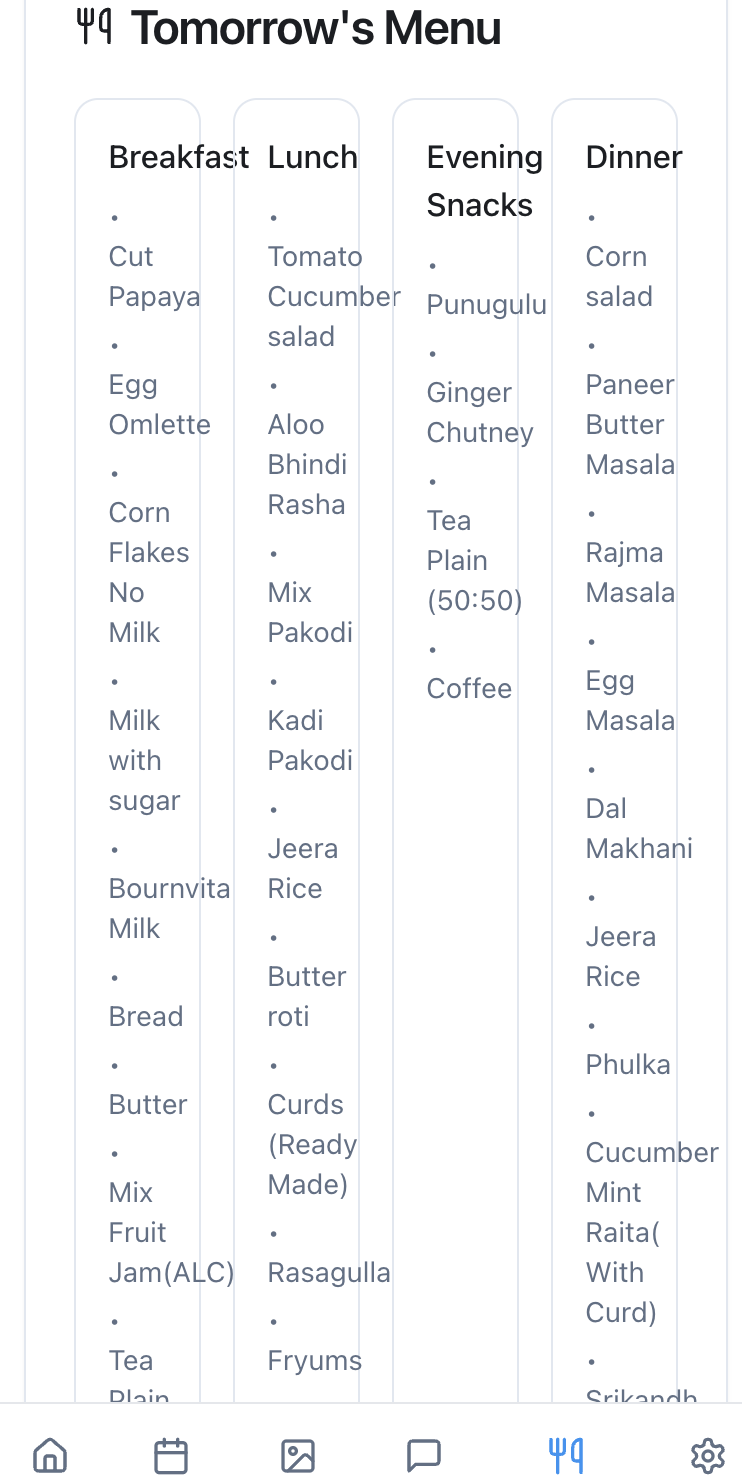 Tomorrow's Menu
Breakfast
•
Cut
Papaya
•
Egg
Omlette
•
Corn
Flakes
No
Milk
•
Milk
with
sugar
•
Bournvita
Milk
•
Bread
•
Butter
•
Mix
Fruit
Jam(ALC)
•
Tea
Plain
Lunch
•
Tomato
Cucumber
salad
•
Aloo
Bhindi
Rasha
•
Mix
Pakodi
•
Kadi
Pakodi
•
Jeera
Rice
•
Butter
roti
•
Curds
(Ready
Made)
•
Rasagulla
•
Fryums
Evening
Snacks
•
Punugulu
•
Ginger
Chutney
•
Tea
Plain
(50:50)
•
Coffee
Dinner
•
Corn
salad
•
Paneer
Butter
Masala
•
Rajma
Masala
•
Egg
Masala
•
Dal
Makhani
•
Jeera
Rice
•
Phulka
•
Cucumber
Mint
Raita(
With
Curd)
•
Srikandh